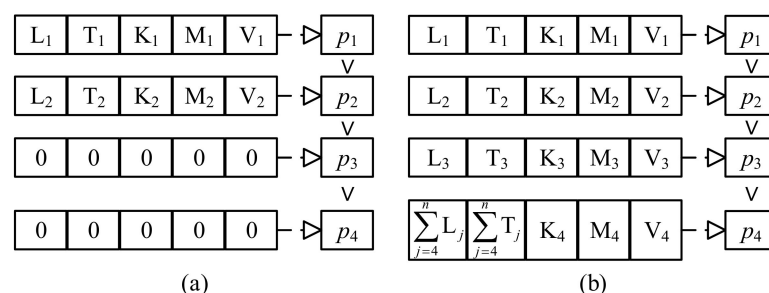 L₁ T₁ K₁ M₁ V₁ p₁ L₁ T₁ K₁ M₁ V₁ p₁
∨ ∨
L₂ T₂ K₂ M₂ V₂ p₂ L₂ T₂ K₂ M₂ V₂ p₂
∨ ∨
0 0 0 0 0 p₃ L₃ T₃ K₃ M₃ V₃ p₃
∨ ∨
0 0 0 0 0 p₄ ∑ⁿⱼ₌₄ Lⱼ ∑ⁿⱼ₌₄ Tⱼ K₄ M₄ V₄ p₄
(a) (b)